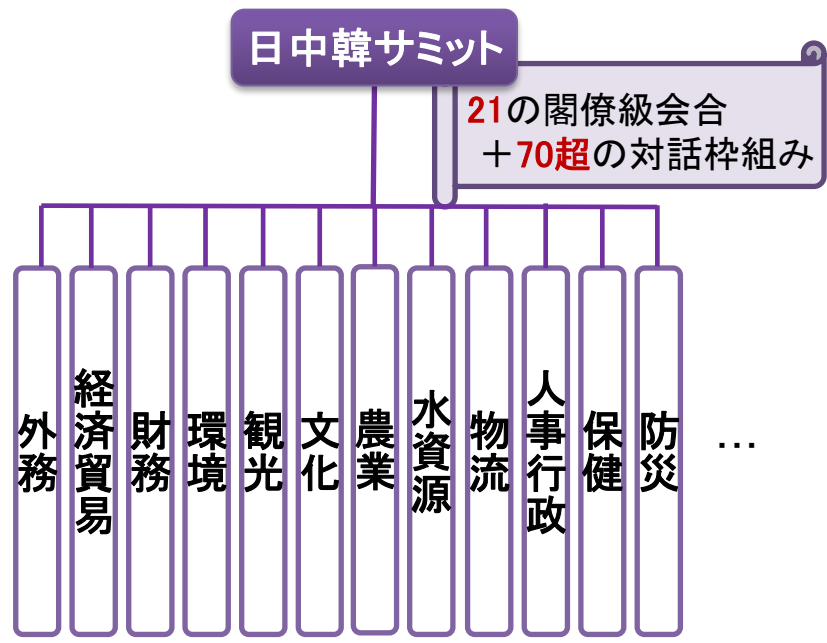 日中韓サミット
21の閣僚級会合
＋70超の対話枠組み
外務
経済貿易
財務
環境
観光
文化
農業
水資源
物流
人事行政
保健
防災
…